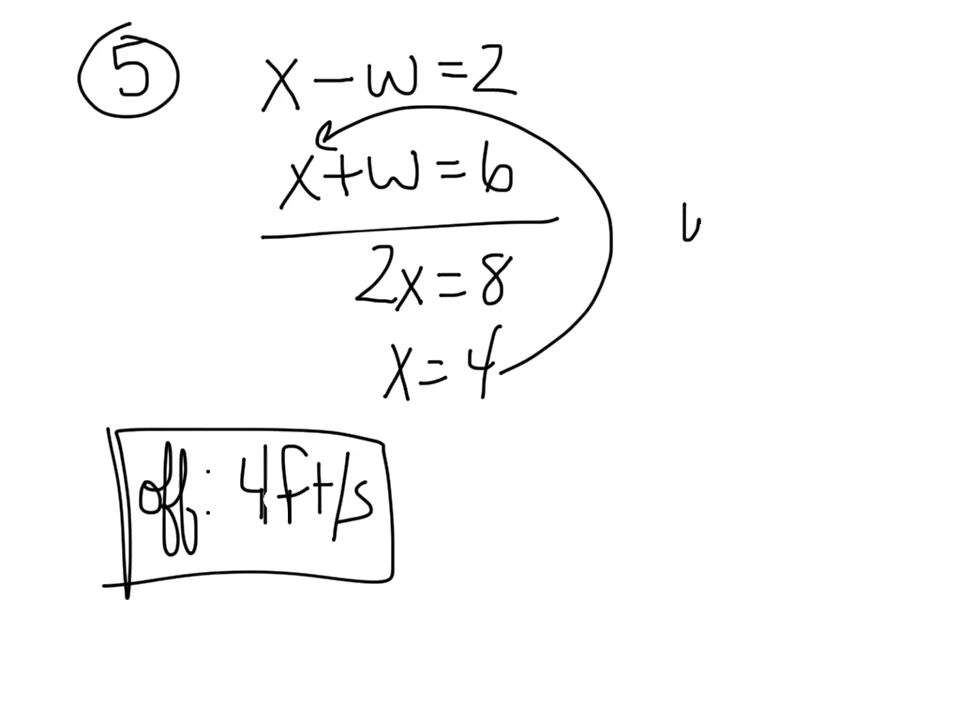 5 x-w=2
x+w=6
2x=8
x=4
off: 4ft/s